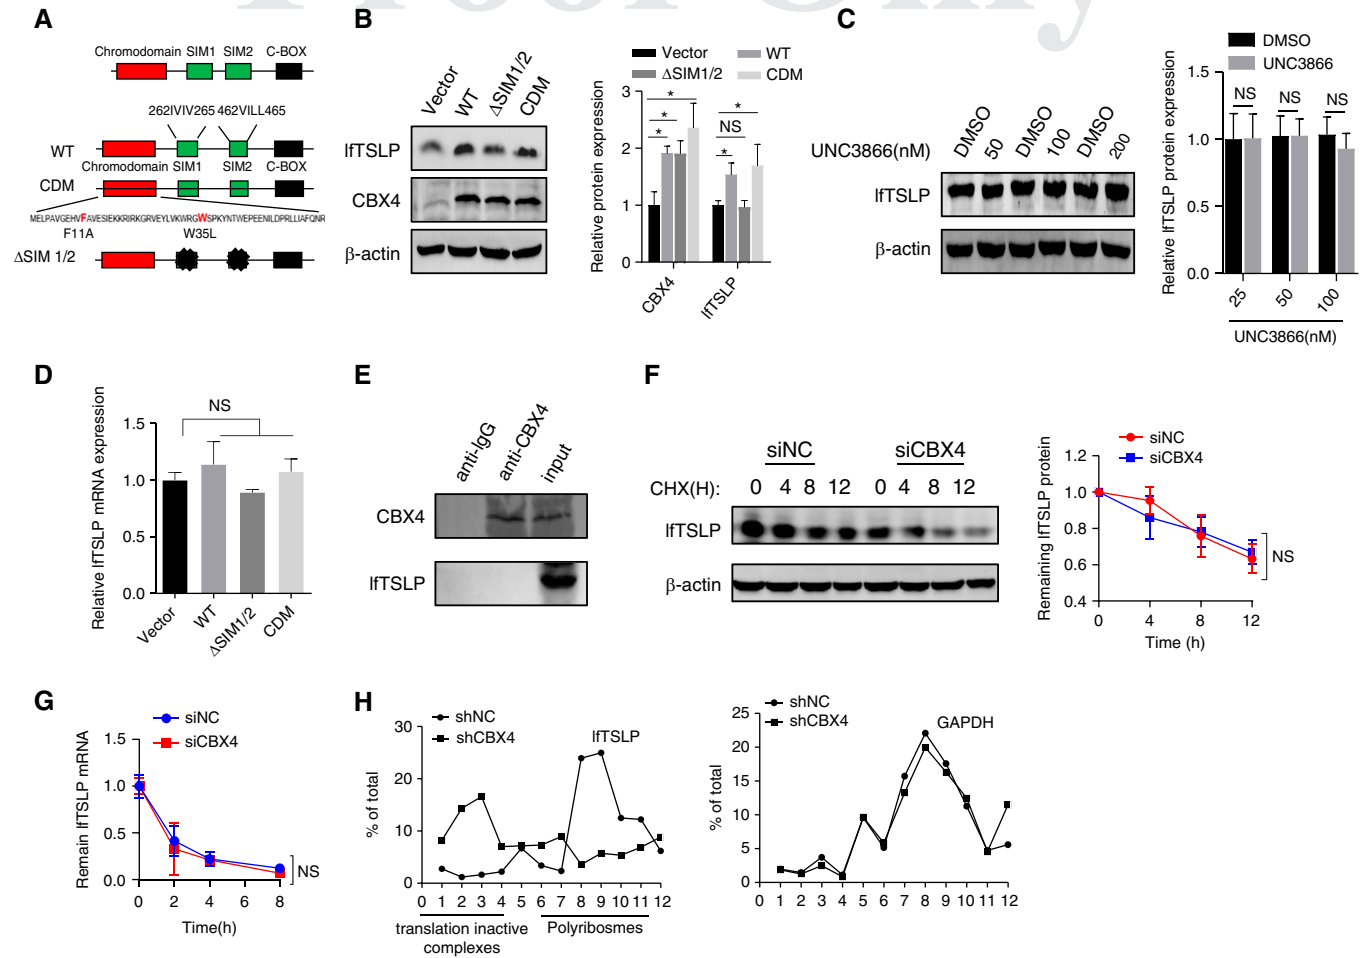 Proof Only
A
Chromodomain SIM1 SIM2 C-BOX
262IVIV265 462VILL465
WT
Chromodomain SIM1 SIM2 C-BOX
CDM
MELPAVGEHVFAVESIEKKRIRKGRVEYLVKWRGWSPKYNTWEPEENILDPRLLIAFQNR
F11A W35L
ΔSIM 1/2
B
Vector WT ΔSIM1/2 CDM
lfTSLP
CBX4
β-actin
Vector WT
ΔSIM1/2 CDM
Relative protein expression
3
2
1
0
* * * * NS *
CBX4 lfTSLP
C
UNC3866(nM) DMSO 50 DMSO 100 DMSO 200
lfTSLP
β-actin
DMSO
UNC3866
Relative lfTSLP protein expression
1.5
1.0
0.5
0.0
NS NS NS
25 50 100
UNC3866(nM)
D
Relative lfTSLP mRNA expression
1.5
1.0
0.5
0.0
NS
Vector WT ΔSIM1/2 CDM
E
anti-IgG anti-CBX4 input
CBX4
lfTSLP
F
siNC siCBX4
CHX(H): 0 4 8 12 0 4 8 12
lfTSLP
β-actin
siNC
siCBX4
Remaining lfTSLP protein
1.2
1.0
0.8
0.6
0.4
NS
0 4 8 12
Time (h)
G
siNC
siCBX4
Remain lfTSLP mRNA
1.5
1.0
0.5
0.0
NS
0 2 4 6 8
Time(h)
H
shNC
shCBX4
lfTSLP
% of total
30
20
10
0
0 1 2 3 4 5 6 7 8 9 10 11 12
translation inactive
complexes
Polyribosmes
shNC
shCBX4
GAPDH
% of total
25
20
15
10
5
0
0 1 2 3 4 5 6 7 8 9 10 11 12